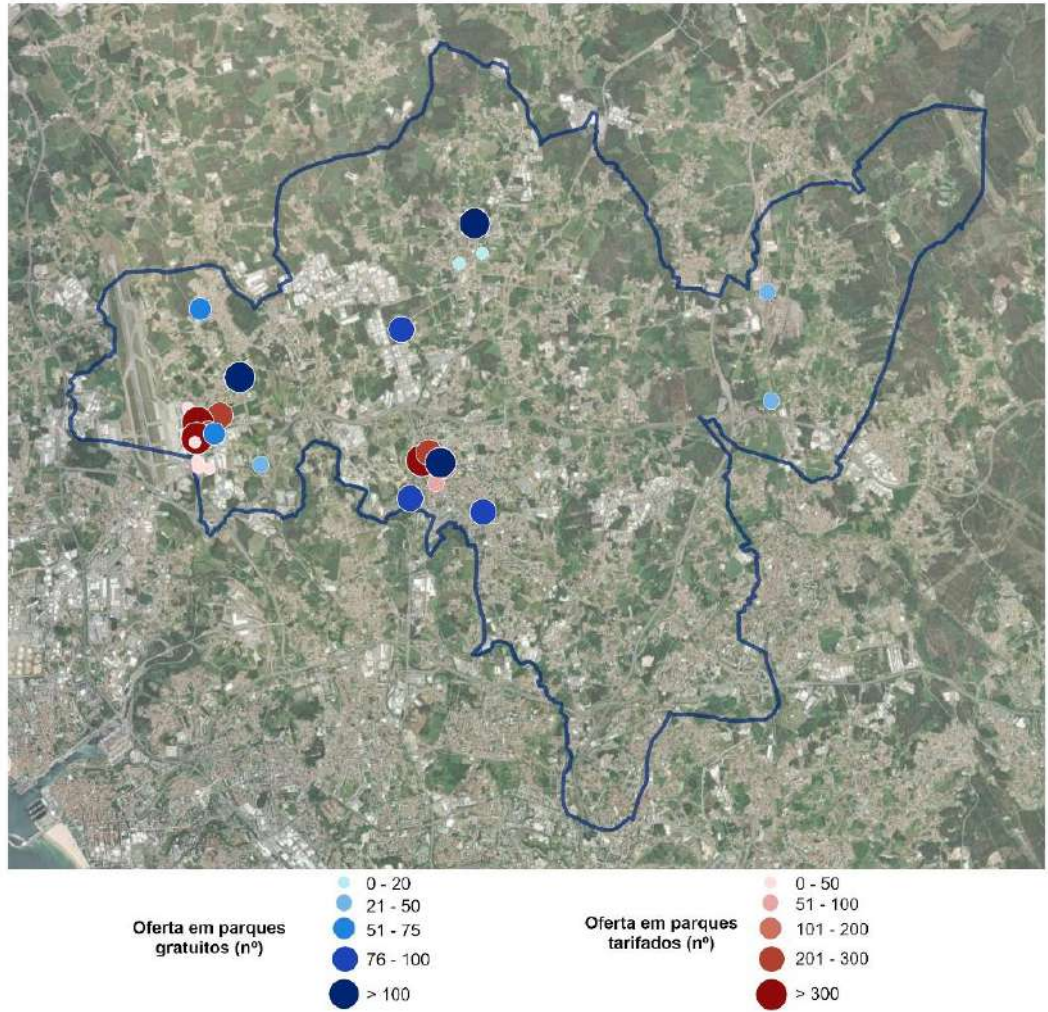 Oferta em parques
gratuitos (nº)
0 - 20
21 - 50
51 - 75
76 - 100
> 100
Oferta em parques
tarifados (nº)
0 - 50
51 - 100
101 - 200
201 - 300
> 300